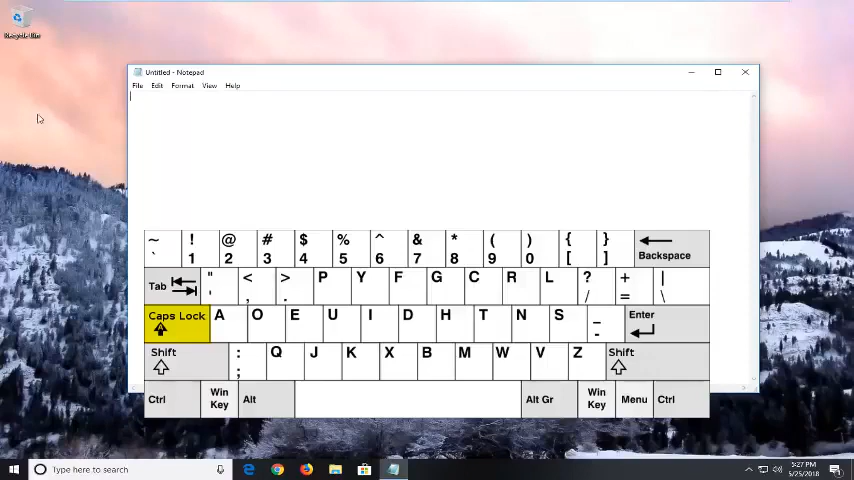 Recycle Bin
Untitled - Notepad
File Edit Format View Help
~ ! @ # $ % ^ & * ( ) { }
` 1 2 3 4 5 6 7 8 9 0 [ ] Backspace
Tab " < > P Y F G C R L ? + |
' , . / = \
Caps Lock A O E U I D H T N S _ Enter
-
Shift : Q J K X B M W V Z Shift
;
Ctrl Win Key Alt Alt Gr Win Key Menu Ctrl
Type here to search
5:27 PM
5/25/2018